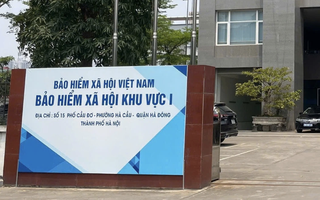 BẢO HIỂM XÃ HỘI VIỆT NAM
BẢO HIỂM XÃ HỘI KHU VỰC I
ĐỊA CHỈ: SỐ 15 PHỐ CẦU ĐƠ - PHƯỜNG HÀ CẦU - QUẬN HÀ ĐÔNG
THÀNH PHỐ HÀ NỘI